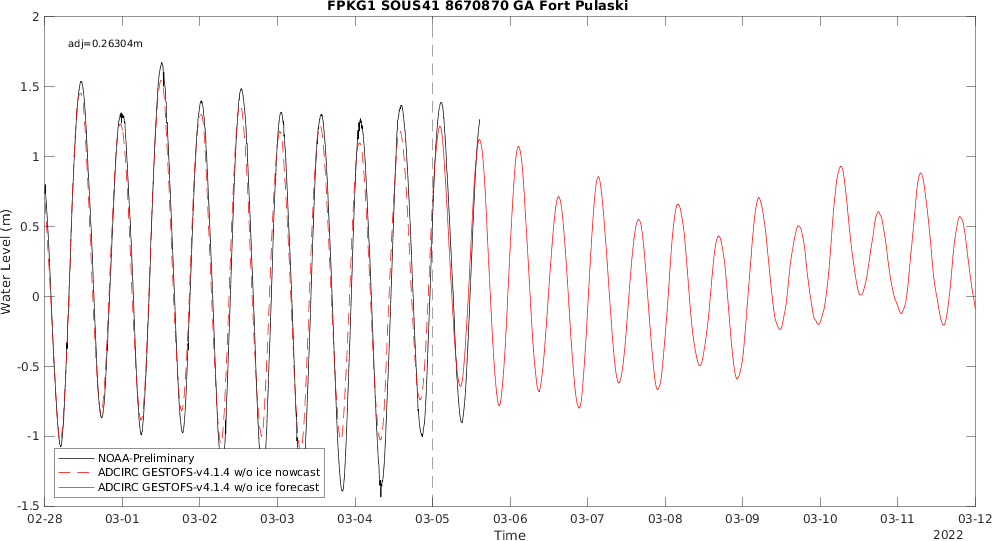 FPKG1 SOUS41 8670870 GA Fort Pulaski
adj=0.26304m
2
1.5
1
0.5
0
-0.5
-1
-1.5
Water Level (m)
NOAA-Preliminary
ADCIRC GESTOFS-v4.1.4 w/o ice nowcast
ADCIRC GESTOFS-v4.1.4 w/o ice forecast
02-28 03-01 03-02 03-03 03-04 03-05 03-06 03-07 03-08 03-09 03-10 03-11 03-12
Time
2022